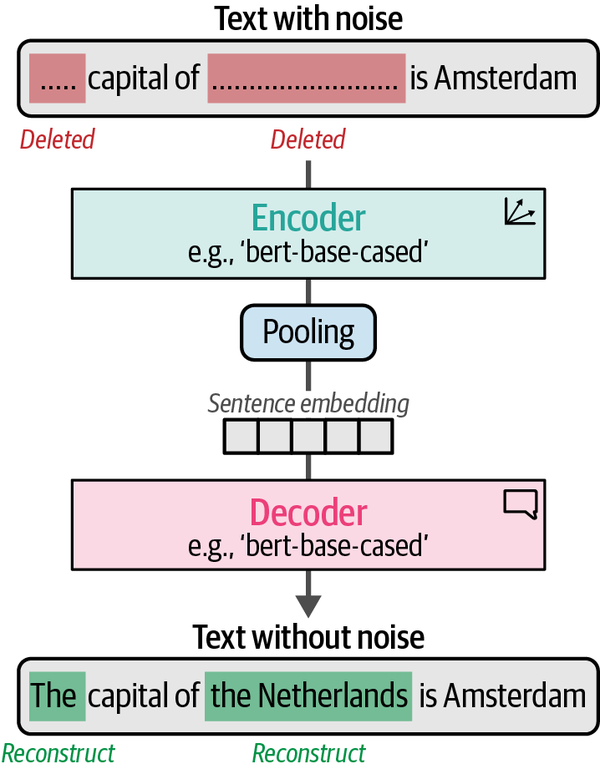 Text with noise
..... capital of ......................... is Amsterdam
Deleted Deleted
Encoder
e.g., ‘bert-base-cased’
Pooling
Sentence embedding
Decoder
e.g., ‘bert-base-cased’
Text without noise
The capital of the Netherlands is Amsterdam
Reconstruct Reconstruct